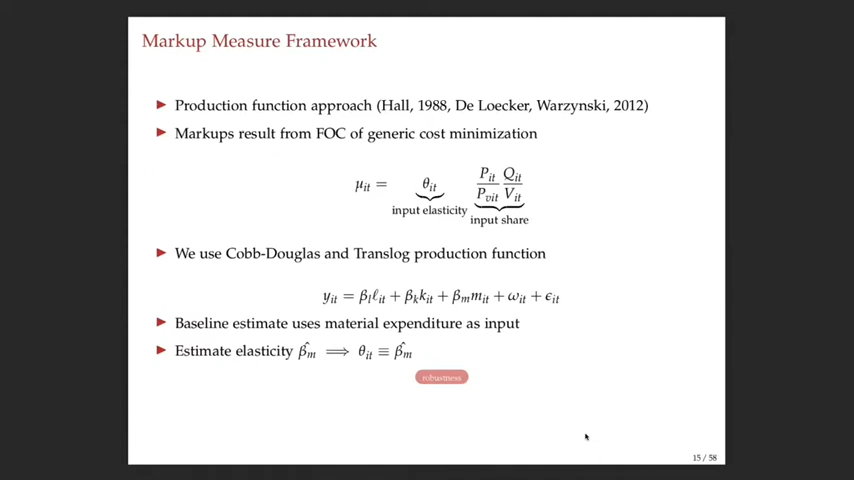 Markup Measure Framework
▶ Production function approach (Hall, 1988, De Loecker, Warzynski, 2012)
▶ Markups result from FOC of generic cost minimization
μ_it = θ_it (input elasticity) P_it/P_vit Q_it/V_it (input share)
▶ We use Cobb-Douglas and Translog production function
y_it = β_l ℓ_it + β_k k_it + β_m m_it + ω_it + ϵ_it
▶ Baseline estimate uses material expenditure as input
▶ Estimate elasticity β̂_m ⟹ θ_it ≡ β̂_m
robustness
15 / 58